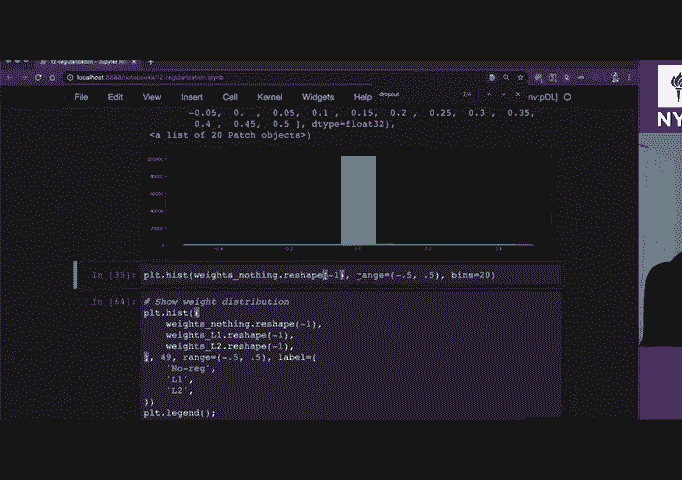 12-regularization - Jupyter No
localhost:8888/notebooks/12-regularization.ipynb
dropout
File Edit View Insert Cell Kernel Widgets Help
nv:pDL]
-0.05, 0. , 0.05, 0.1 , 0.15, 0.2 , 0.25, 0.3 , 0.35,
0.4 , 0.45, 0.5 ], dtype=float32),
<a list of 20 Patch objects>)
In [35]: plt.hist(weights_nothing.reshape(-1), range=(-.5, .5), bins=20)
In [64]: # Show weight distribution
plt.hist((
weights_nothing.reshape(-1),
weights_L1.reshape(-1),
weights_L2.reshape(-1),
), 49, range=(-.5, .5), label=(
'No-reg',
'L1',
'L2',
))
plt.legend();
NY